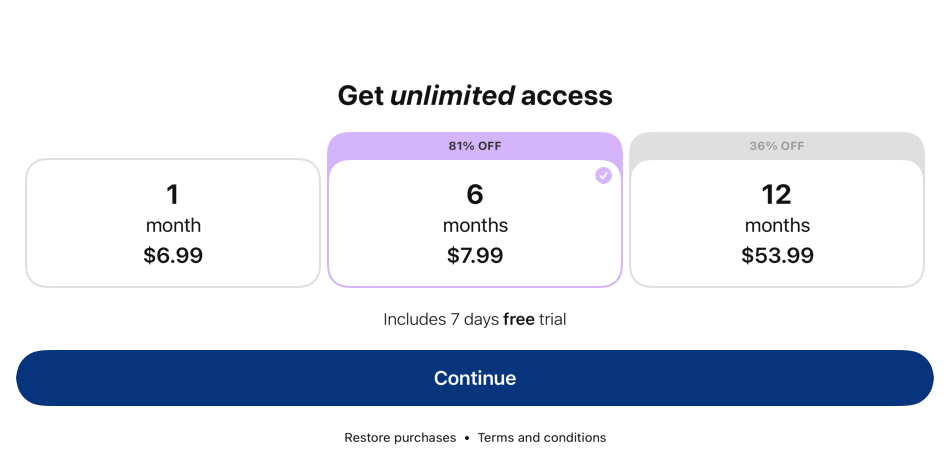 Get unlimited access
81% OFF
36% OFF
1
month
$6.99
6
months
$7.99
12
months
$53.99
Includes 7 days free trial
Continue
Restore purchases • Terms and conditions